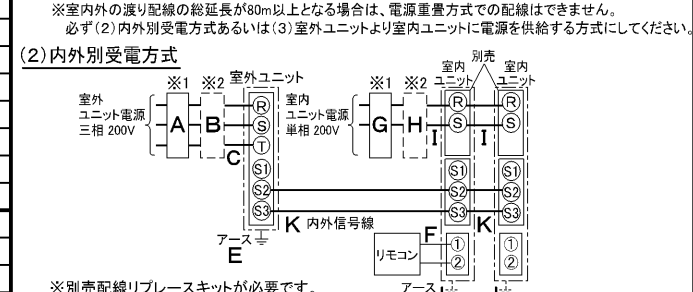 ※室内外の渡り配線の総延長が80m以上となる場合は、電源重畳方式での配線はできません。
必ず(2)内外別受電方式あるいは(3)室外ユニットより室内ユニットに電源を供給する方式にしてください。
(2)内外別受電方式
別売
※1 ※2 室外ユニット
※1 ※2 室内ユニット 室内ユニット
室外
ユニット電源
三相 200V
A B C
R
S
T
S1
S2
S3
室内
ユニット電源
単相 200V
G H I I
R
S
S1
S2
S3
R
S
S1
S2
S3
K 内外信号線
K
アース
E
リモコン
F
①
②
①
②
アース
※別売配線リプレースキットが必要です。